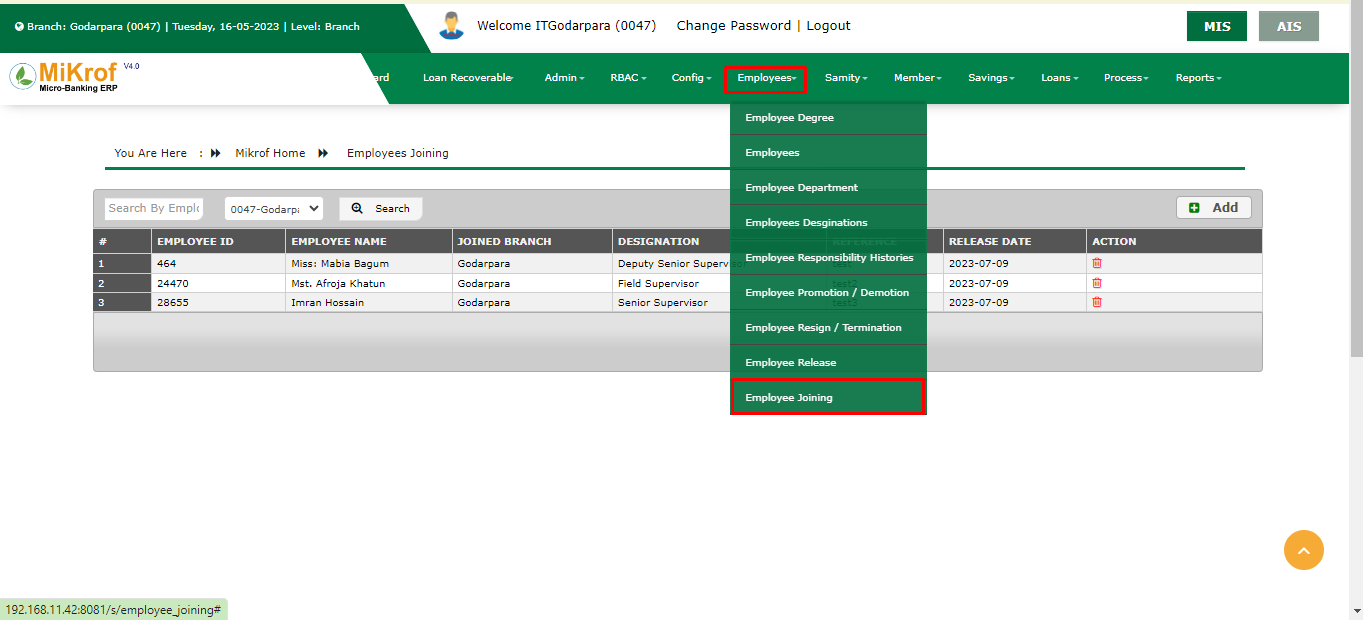 Branch: Godarpara (0047) | Tuesday, 16-05-2023 | Level: Branch
Welcome ITGodarpara (0047) Change Password | Logout
MIS AIS
MiKrof V4.0
Micro-Banking ERP
ard Loan Recoverable Admin RBAC Config Employees Samity Member Savings Loans Process Reports
Employee Degree
Employees
Employee Department
Employees Desginations
Employee Responsibility Histories
Employee Promotion / Demotion
Employee Resign / Termination
Employee Release
Employee Joining
You Are Here : Mikrof Home Employees Joining
Search By Emplo 0047-Godarpa Search Add
# EMPLOYEE ID EMPLOYEE NAME JOINED BRANCH DESIGNATION REFERENCE RELEASE DATE ACTION
1 464 Miss: Mabia Bagum Godarpara Deputy Senior Supervisor test 2023-07-09
2 24470 Mst. Afroja Khatun Godarpara Field Supervisor test2 2023-07-09
3 28655 Imran Hossain Godarpara Senior Supervisor test3 2023-07-09
192.168.11.42:8081/s/employee_joining#